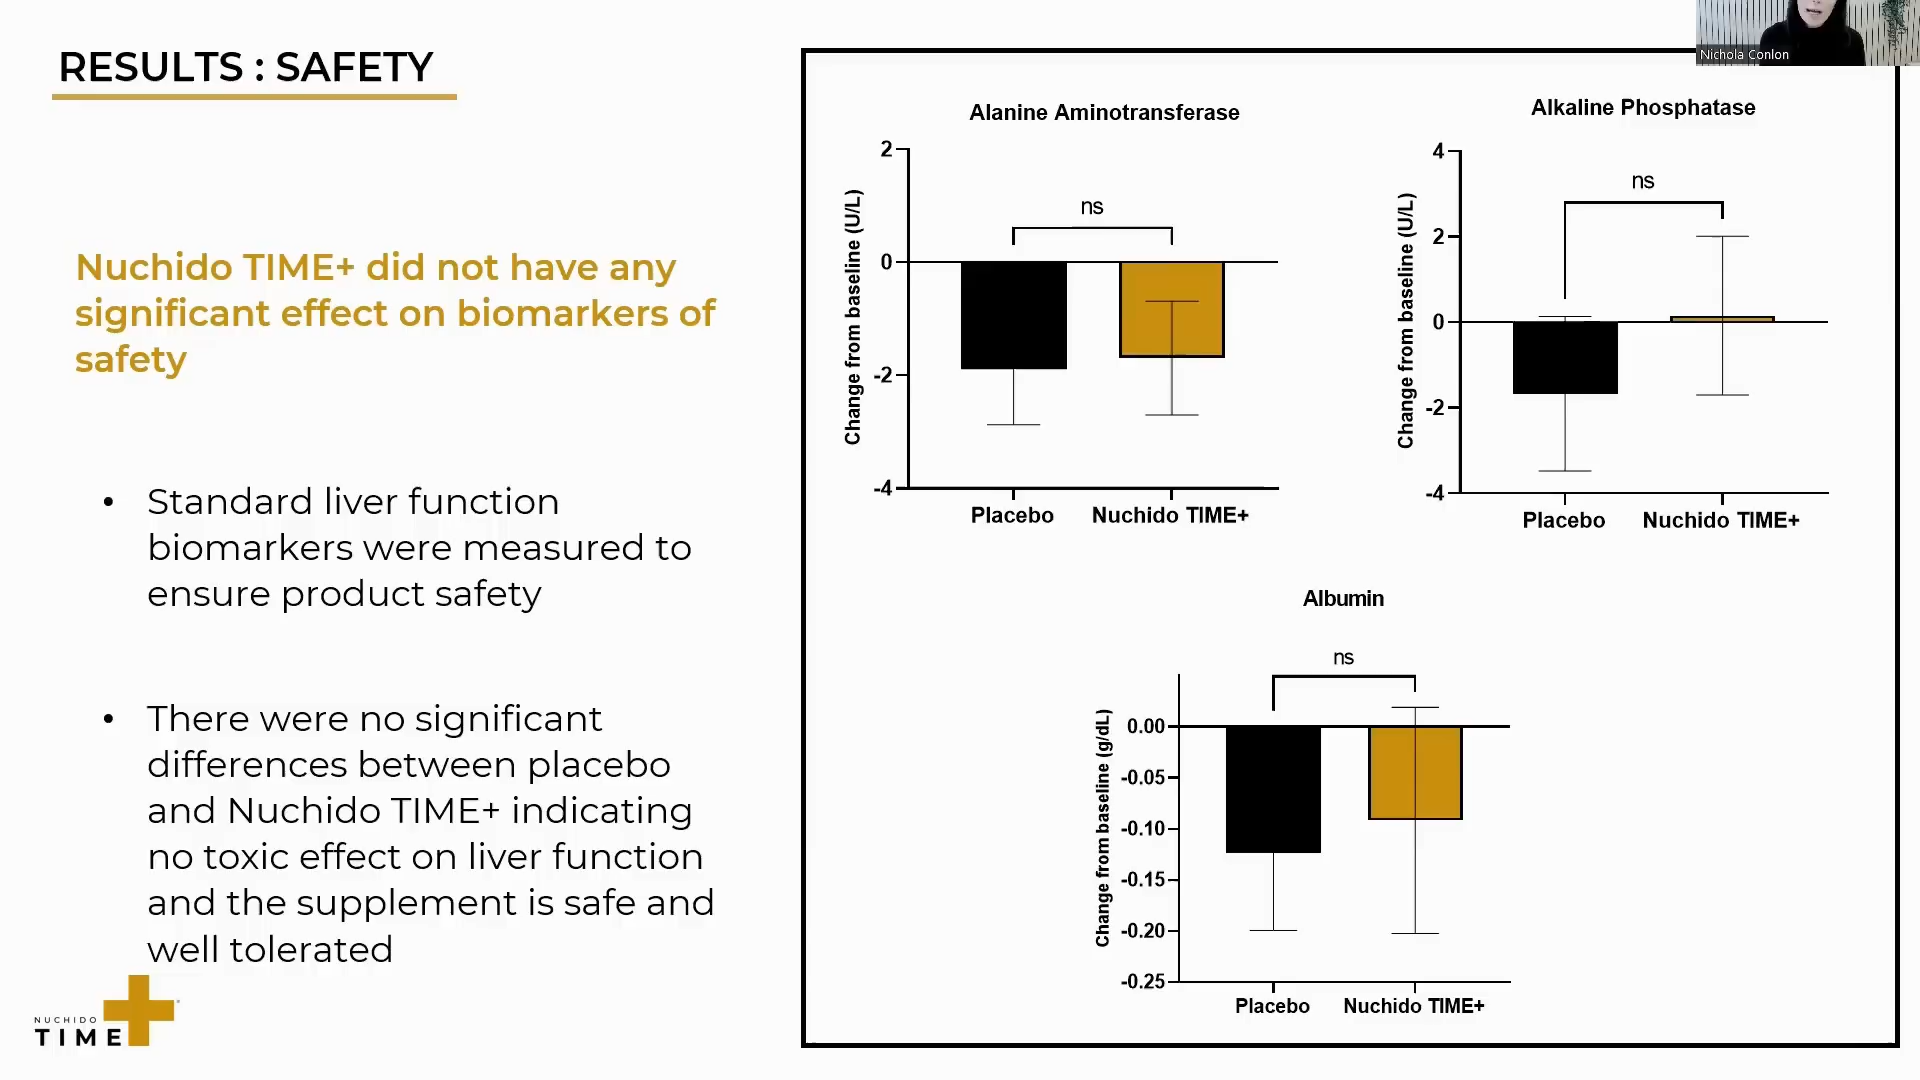 RESULTS : SAFETY
Nuchido TIME+ did not have any
significant effect on biomarkers of
safety
• Standard liver function
biomarkers were measured to
ensure product safety
• There were no significant
differences between placebo
and Nuchido TIME+ indicating
no toxic effect on liver function
and the supplement is safe and
well tolerated
NUCHIDO
TIME
Nichola Conlon
Alanine Aminotransferase
Change from baseline (U/L)
2
0
-2
-4
ns
Placebo
Nuchido TIME+
Alkaline Phosphatase
Change from baseline (U/L)
4
2
0
-2
-4
ns
Placebo
Nuchido TIME+
Albumin
Change from baseline (g/dL)
0.00
-0.05
-0.10
-0.15
-0.20
-0.25
ns
Placebo
Nuchido TIME+